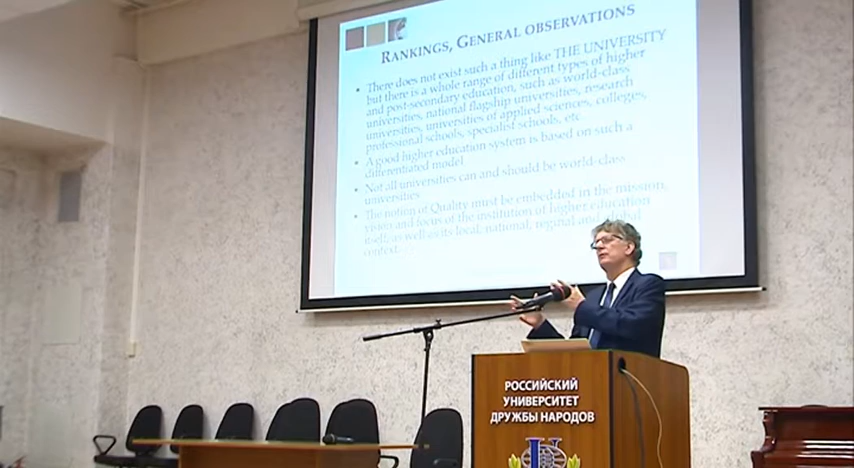 RANKINGS, GENERAL OBSERVATIONS
There does not exist such a thing like THE UNIVERSITY
but there is a whole range of different types of higher
and post-secondary education, such as world-class
universities, national flagship universities, research
universities, universities of applied sciences, colleges,
professional schools, specialist schools, etc.
A good higher education system is based on such a
differentiated model
Not all universities can and should be world-class
universities
The notion of Quality must be embedded in the mission,
vision and focus of the institution of higher education
itself, as well as its local, national, reginal and global
context.
РОССИЙСКИЙ
УНИВЕРСИТЕТ
ДРУЖБЫ НАРОДОВ